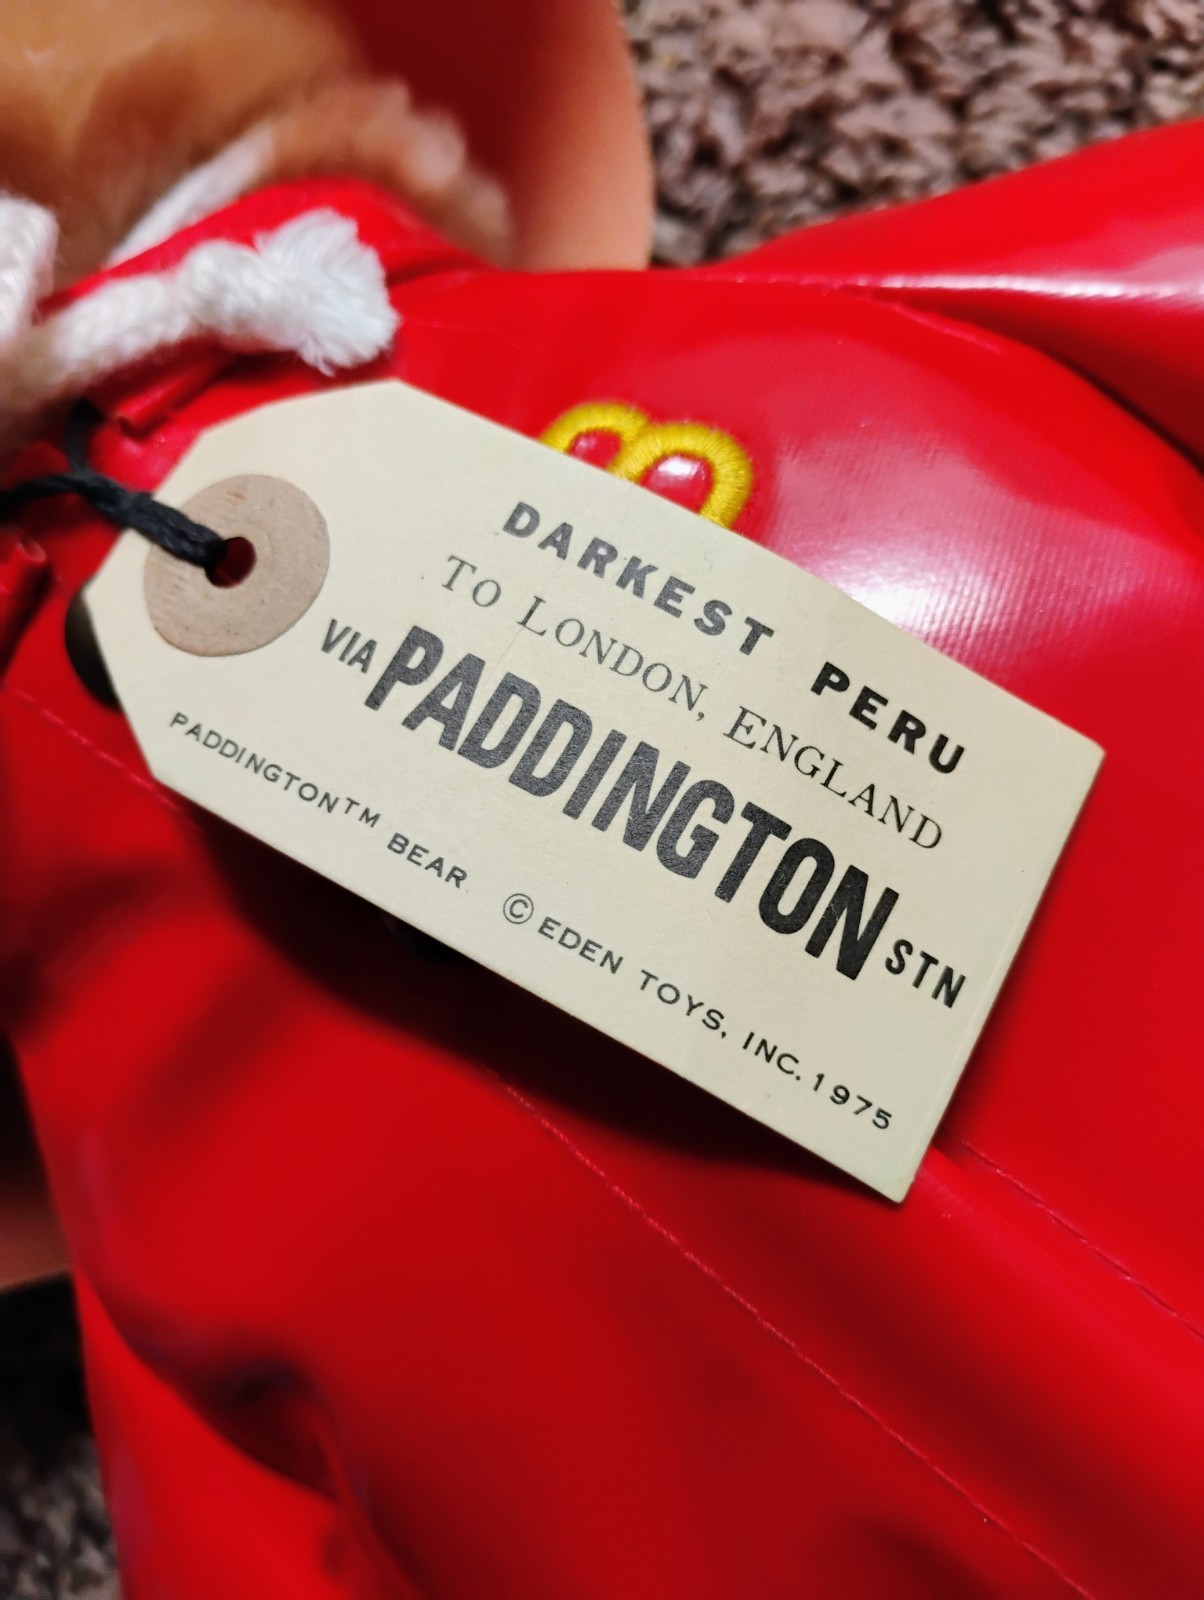 DARKEST PERU
TO LONDON, ENGLAND
VIA PADDINGTON STN
PADDINGTON™ BEAR © EDEN TOYS, INC. 1975